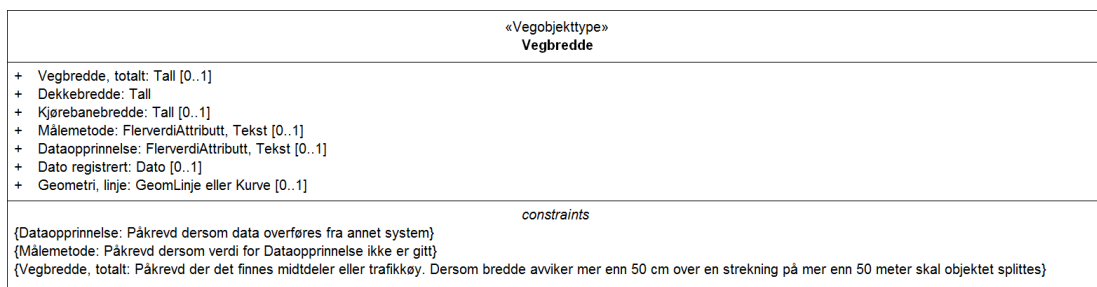 «Vegobjekttype»
Vegbredde
+ Vegbredde, totalt: Tall [0..1]
+ Dekkebredde: Tall
+ Kjørebanebredde: Tall [0..1]
+ Målemetode: FlerverdiAttributt, Tekst [0..1]
+ Dataopprinnelse: FlerverdiAttributt, Tekst [0..1]
+ Dato registrert: Dato [0..1]
+ Geometri, linje: GeomLinje eller Kurve [0..1]
constraints
{Dataopprinnelse: Påkrevd dersom data overføres fra annet system}
{Målemetode: Påkrevd dersom verdi for Dataopprinnelse ikke er gitt}
{Vegbredde, totalt: Påkrevd der det finnes midtdeler eller trafikkøy. Dersom bredde avviker mer enn 50 cm over en strekning på mer enn 50 meter skal objektet splittes}